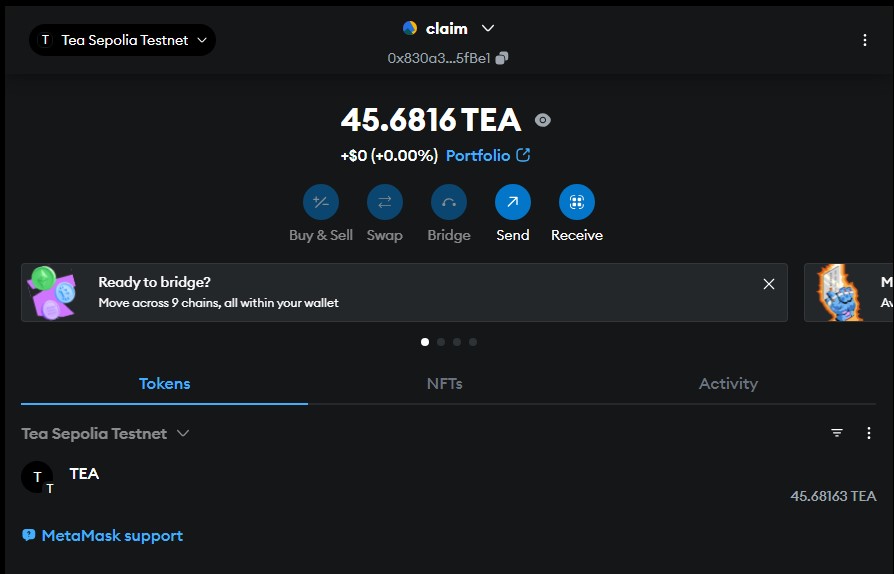 T Tea Sepolia Testnet
claim
0x830a3...5fBe1
45.6816 TEA
+$0 (+0.00%) Portfolio
Buy & Sell Swap Bridge Send Receive
Ready to bridge?
Move across 9 chains, all within your wallet
M
Av
Tokens NFTs Activity
Tea Sepolia Testnet
T
T
TEA
45.68163 TEA
MetaMask support